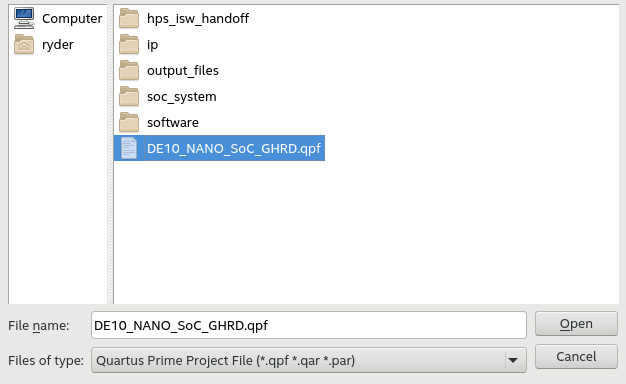 Computer
ryder
hps_isw_handoff
ip
output_files
soc_system
software
DE10_NANO_SoC_GHRD.qpf
File name: DE10_NANO_SoC_GHRD.qpf Open
Files of type: Quartus Prime Project File (*.qpf *.qar *.par) Cancel